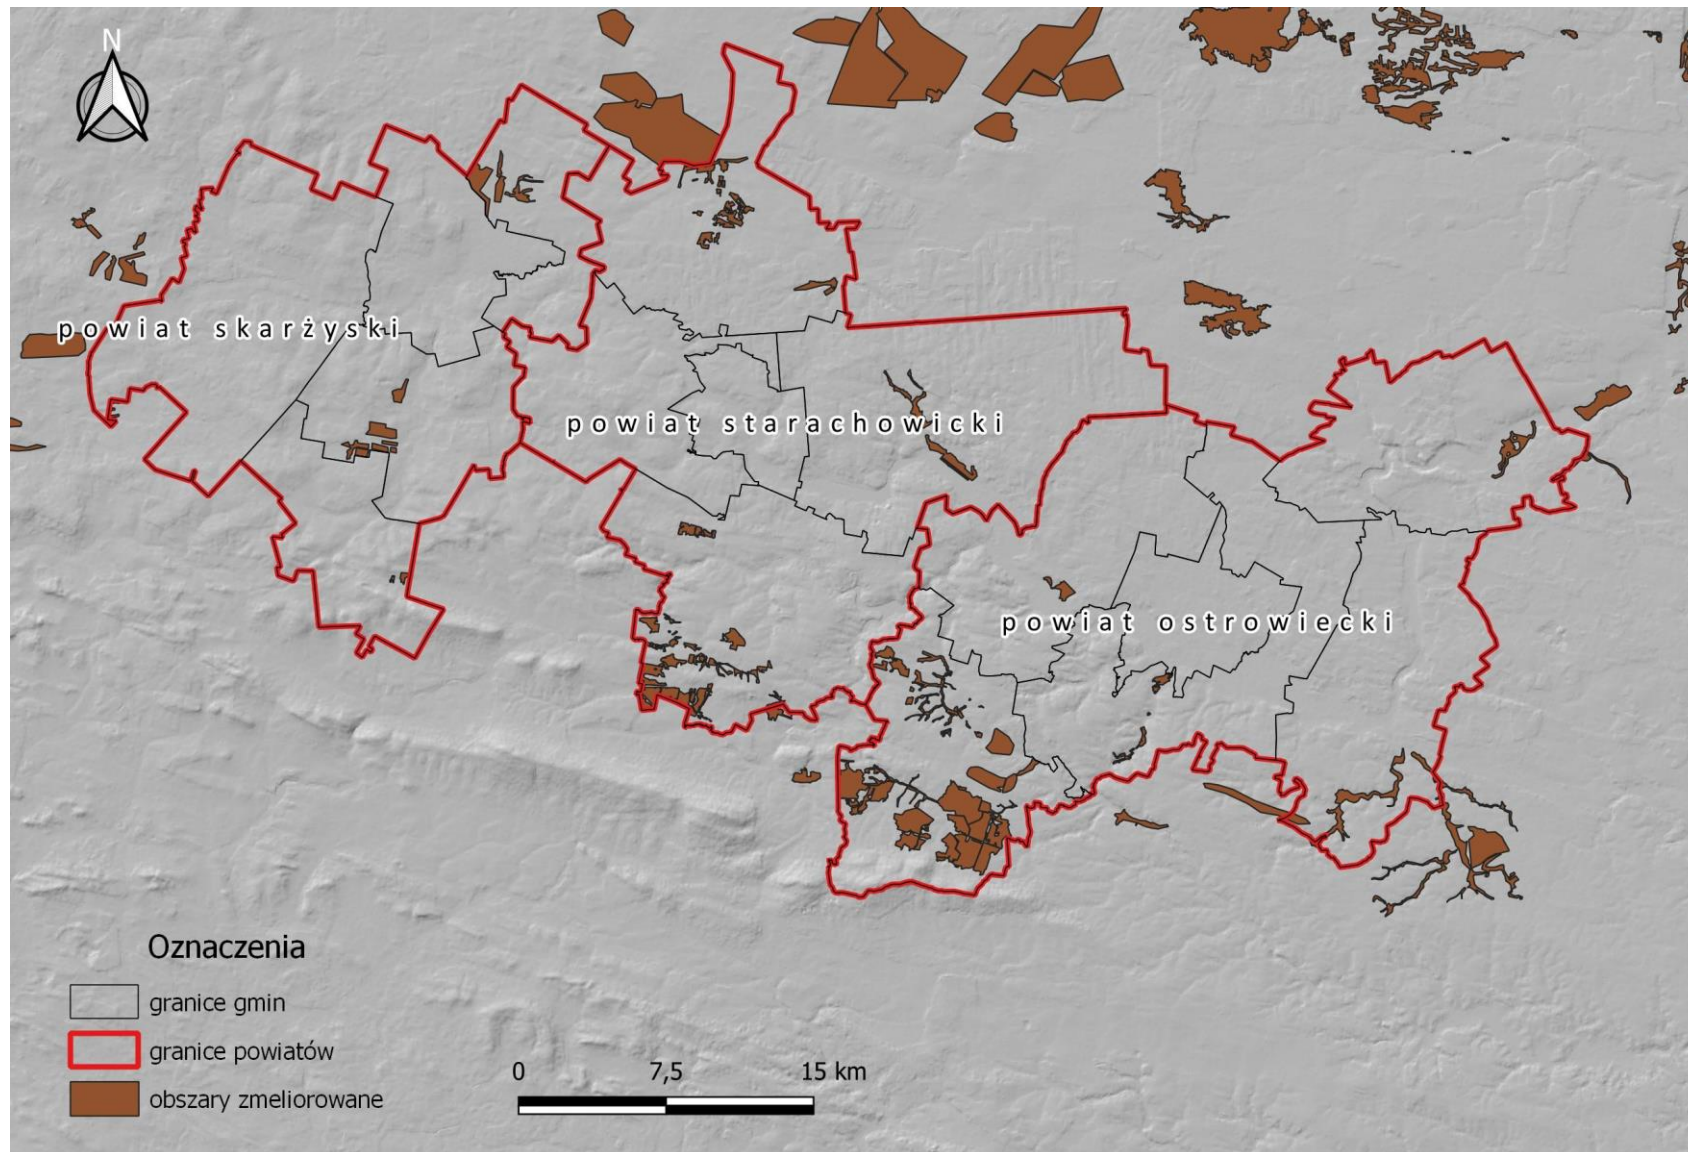 N
powiat skarżyski
powiat starachowicki
powiat ostrowiecki
Oznaczenia
granice gmin
granice powiatów
obszary zmeliorowane
0 7,5 15 km